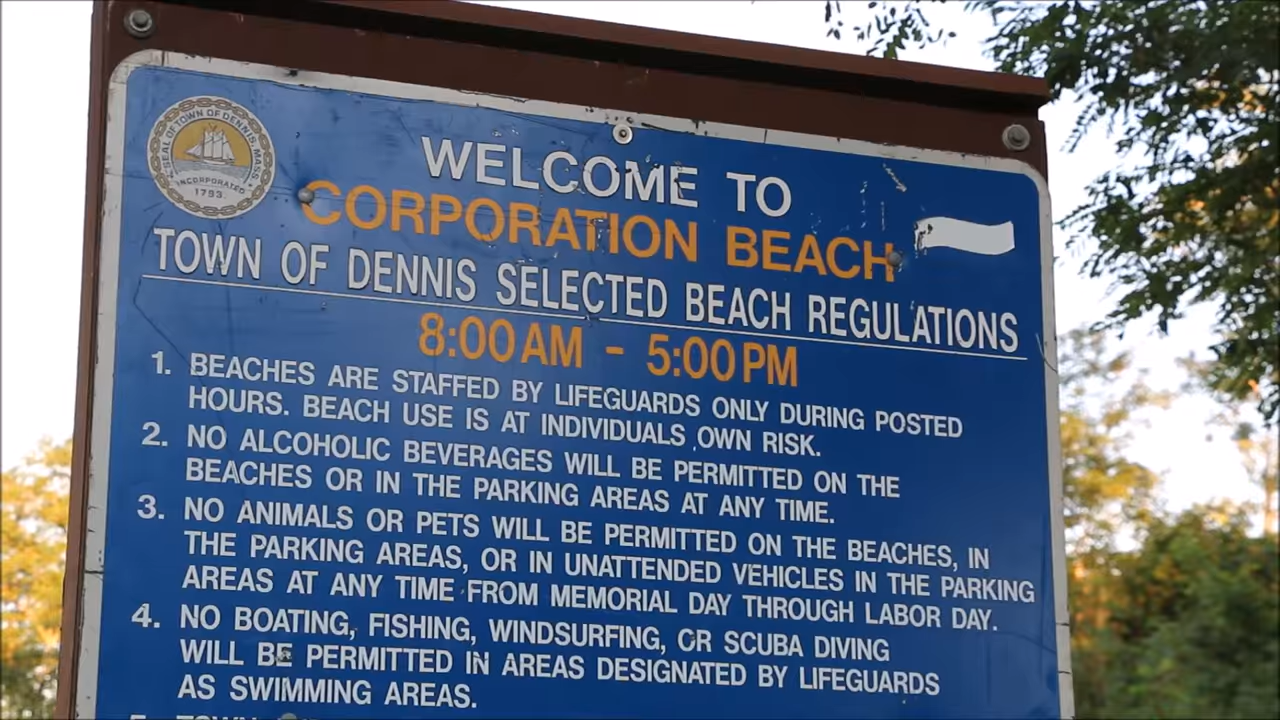 SEAL OF TOWN OF DENNIS, MASS
INCORPORATED
1793
WELCOME TO
CORPORATION BEACH
TOWN OF DENNIS SELECTED BEACH REGULATIONS
8:00 AM - 5:00 PM
1. BEACHES ARE STAFFED BY LIFEGUARDS ONLY DURING POSTED
HOURS. BEACH USE IS AT INDIVIDUALS OWN RISK.
2. NO ALCOHOLIC BEVERAGES WILL BE PERMITTED ON THE
BEACHES OR IN THE PARKING AREAS AT ANY TIME.
3. NO ANIMALS OR PETS WILL BE PERMITTED ON THE BEACHES, IN
THE PARKING AREAS, OR IN UNATTENDED VEHICLES IN THE PARKING
AREAS AT ANY TIME FROM MEMORIAL DAY THROUGH LABOR DAY.
4. NO BOATING, FISHING, WINDSURFING, OR SCUBA DIVING
WILL BE PERMITTED IN AREAS DESIGNATED BY LIFEGUARDS
AS SWIMMING AREAS.
5. TOWN